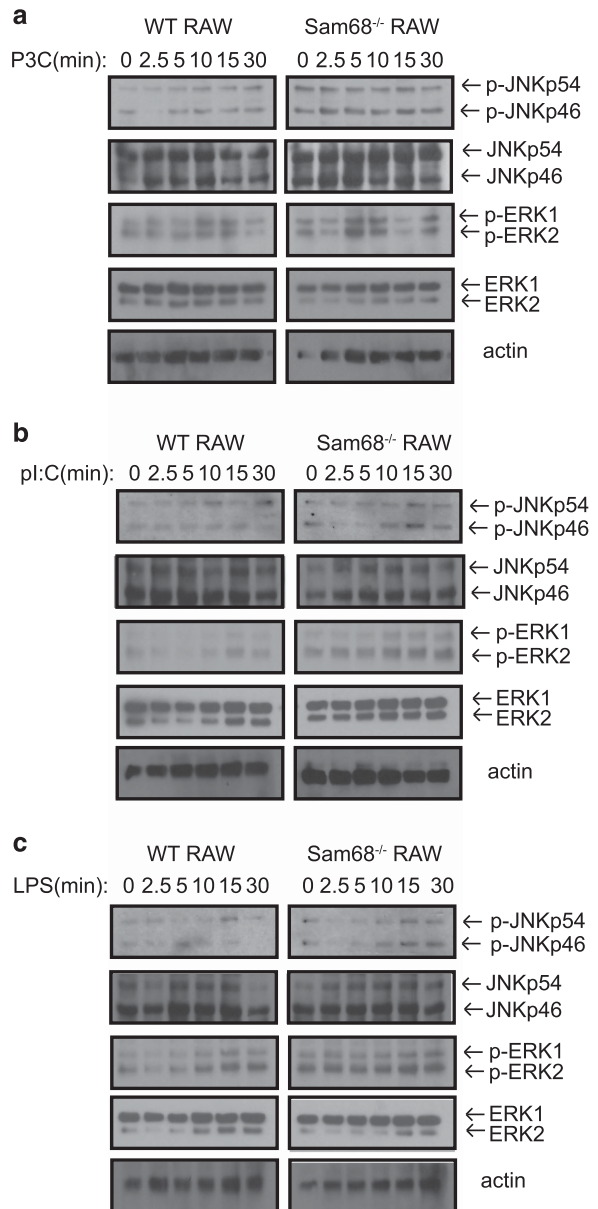 a
WT RAW Sam68-/- RAW
P3C(min): 0 2.5 5 10 15 30 0 2.5 5 10 15 30
← p-JNKp54
← p-JNKp46
← JNKp54
← JNKp46
← p-ERK1
← p-ERK2
← ERK1
← ERK2
actin
b
WT RAW Sam68-/- RAW
pI:C(min): 0 2.5 5 10 15 30 0 2.5 5 10 15 30
← p-JNKp54
← p-JNKp46
← JNKp54
← JNKp46
← p-ERK1
← p-ERK2
← ERK1
← ERK2
actin
c
WT RAW Sam68-/- RAW
LPS(min): 0 2.5 5 10 15 30 0 2.5 5 10 15 30
← p-JNKp54
← p-JNKp46
← JNKp54
← JNKp46
← p-ERK1
← p-ERK2
← ERK1
← ERK2
actin